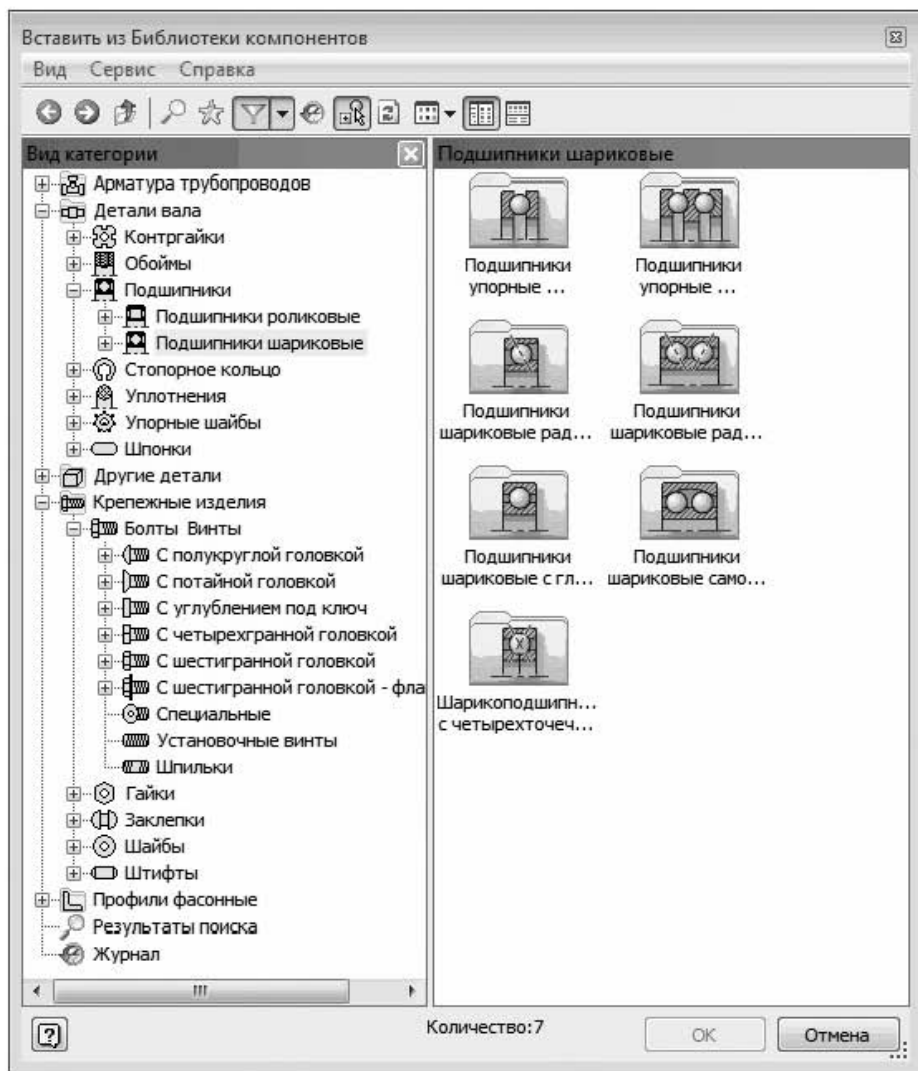 Вставить из Библиотеки компонентов
Вид Сервис Справка
Вид категории
Арматура трубопроводов
Детали вала
Контргайки
Обоймы
Подшипники
Подшипники роликовые
Подшипники шариковые
Стопорное кольцо
Уплотнения
Упорные шайбы
Шпонки
Другие детали
Крепежные изделия
Болты Винты
С полукруглой головкой
С потайной головкой
С углублением под ключ
С четырехгранной головкой
С шестигранной головкой
С шестигранной головкой - фла
Специальные
Установочные винты
Шпильки
Гайки
Заклепки
Шайбы
Штифты
Профили фасонные
Результаты поиска
Журнал
Подшипники шариковые
Подшипники
упорные ...
Подшипники
упорные ...
Подшипники
шариковые рад...
Подшипники
шариковые рад...
Подшипники
шариковые с гл...
Подшипники
шариковые само...
Шарикоподшипн...
с четырехточеч...
Количество:7
ОК
Отмена